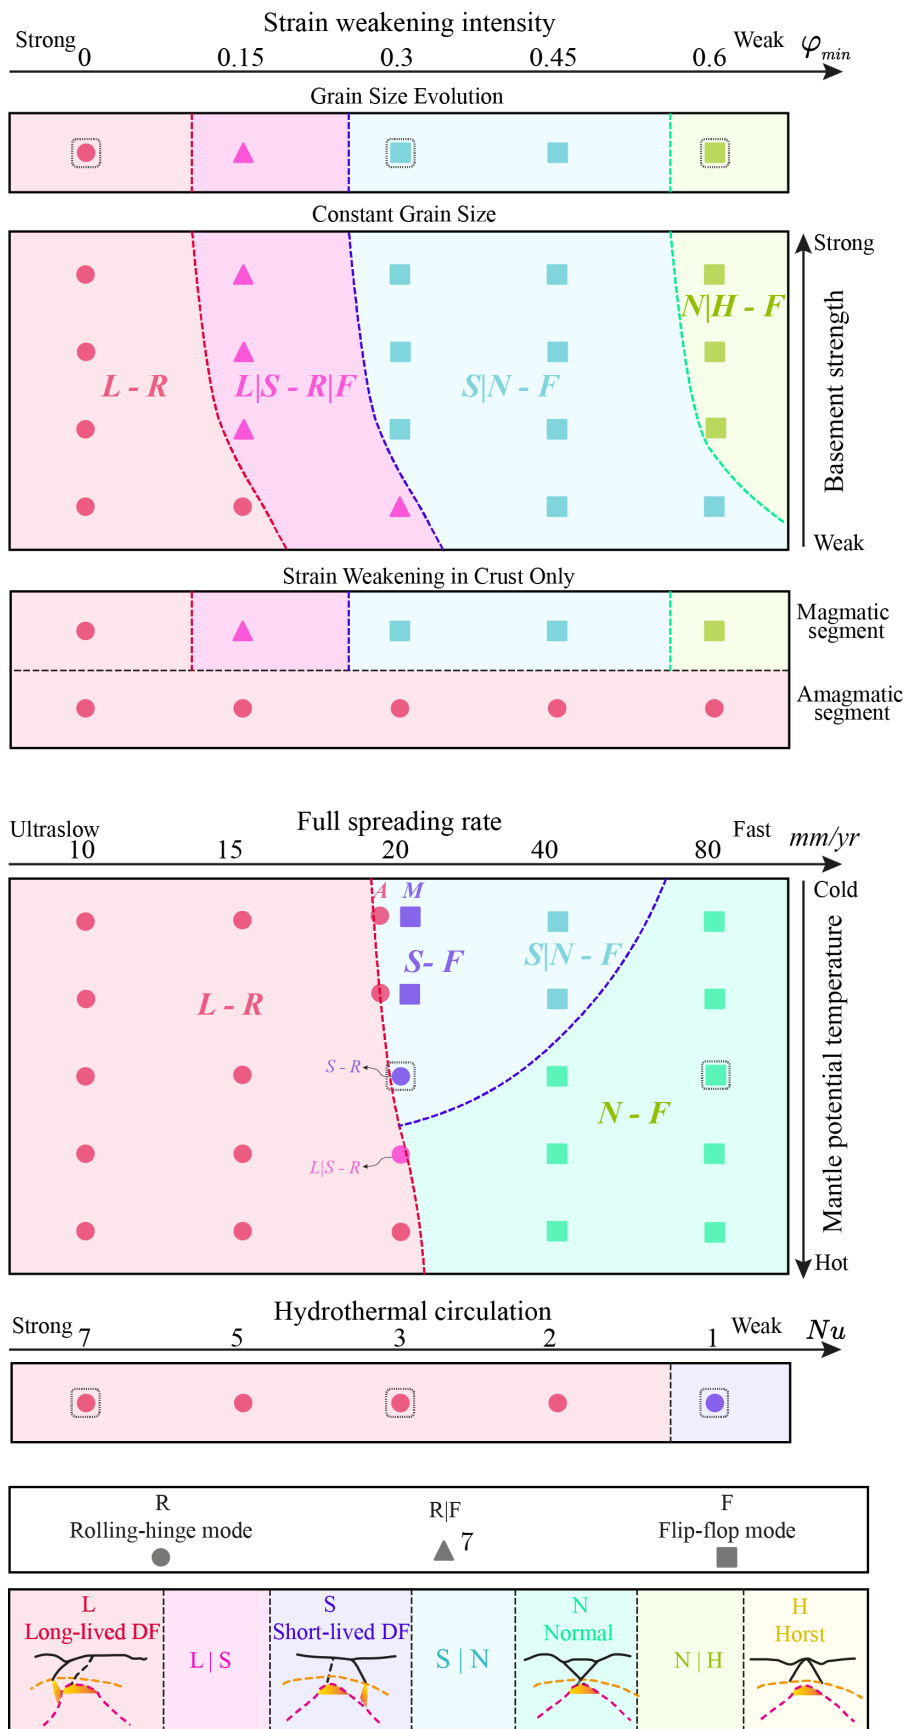 Strain weakening intensity
Strong
Weak
φmin
0 0.15 0.3 0.45 0.6
Grain Size Evolution
Constant Grain Size
Strong
N|H - F
L - R
L|S - R|F
S|N - F
Basement strength
Weak
Strain Weakening in Crust Only
Magmatic
segment
Amagmatic
segment
Full spreading rate
Ultraslow
Fast
mm/yr
10 15 20 40 80
Cold
A M
S- F
S|N - F
L - R
S - R
N - F
L|S - R
Mantle potential temperature
Hot
Hydrothermal circulation
Strong
Weak
Nu
7 5 3 2 1
R
Rolling-hinge mode
R|F
7
F
Flip-flop mode
L
Long-lived DF
L | S
S
Short-lived DF
S | N
N
Normal
N | H
H
Horst